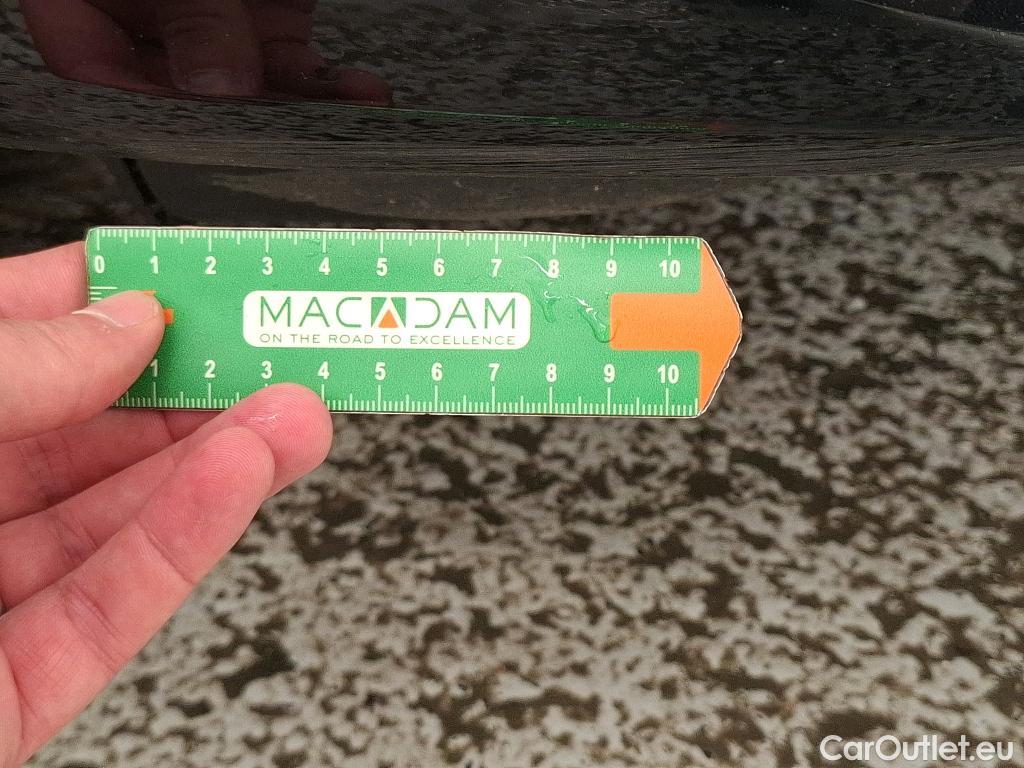 0 1 2 3 4 5 6 7 8 9 10
MACADAM
ON THE ROAD TO EXCELLENCE
1 2 3 4 5 6 7 8 9 10
CarOutlet.eu